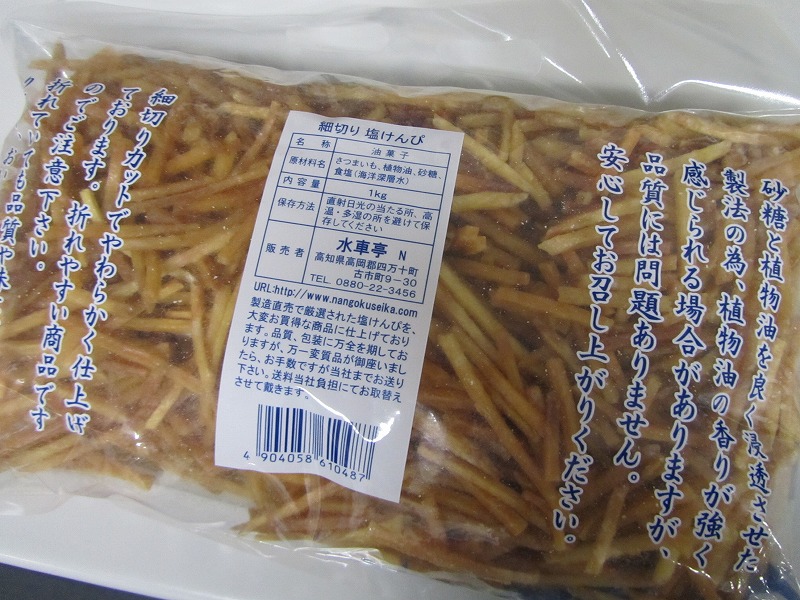 細切り 塩けんぴ
名称 油菓子
原材料名 さつまいも、植物油、砂糖、
食塩(海洋深層水)
内容量 1kg
保存方法 直射日光の当たる所、高
温・多湿の所を避けて保
存してください
販売者 水車亭 N
高知県高岡郡四万十町
古市町9－30
TEL. 0880-22-3456
URL:http://www.nangokuseika.com
製造直売で厳選された塩けんぴを、
大変お買得な商品に仕上げており
ます。品質、包装に万全を期してお
りますが、万一変質品が御座いまし
たら、お手数ですが当社までお送り
下さい。送料当社負担にてお取替え
させて戴きます。
4 904058 610487
砂糖と植物油を良く浸透させた
製法の為、植物油の香りが強く
感じられる場合がありますが、
品質には問題ありません。
安心してお召し上がりください。
細切りカットでやわらかく仕上げ
ております。折れやすい商品です
のでご注意下さい。
折れていても品質や味